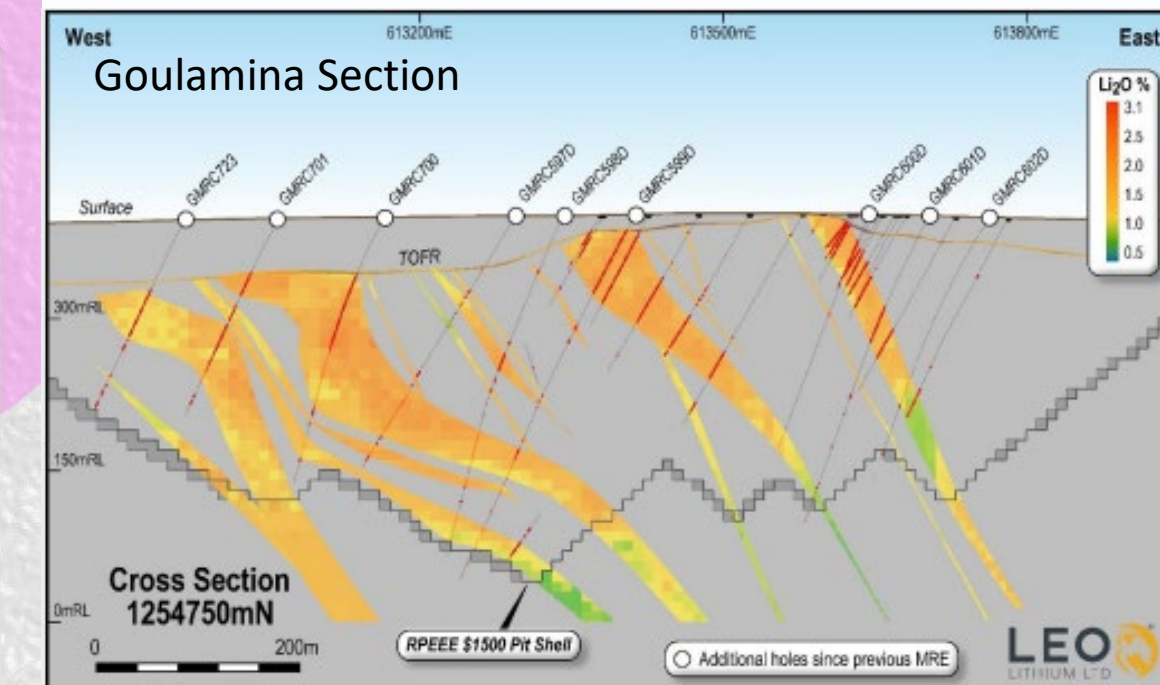 West
613200mE
613500mE
613800mE
East
Goulamina Section
Li2O %
3.1
2.5
2.0
1.5
1.0
0.5
GMRC723
GMRC701
GMRC700
GMRC597D
GMRC598D
GMRC599D
GMRC600D
GMRC601D
GMRC602D
Surface
TOFR
300mRL
150mRL
0mRL
Cross Section
1254750mN
0
200m
RPEEE $1500 Pit Shell
Additional holes since previous MRE
LEO
LITHIUM LTD